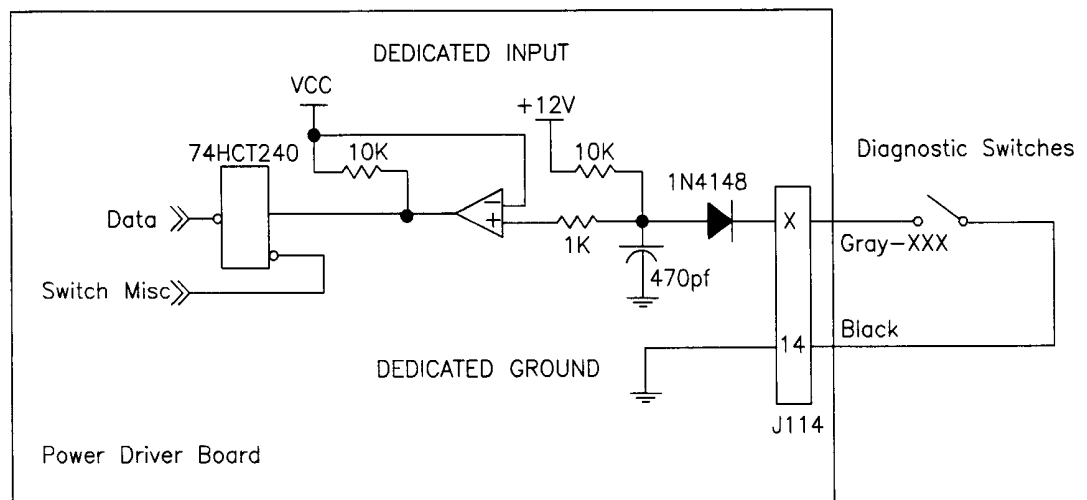 DEDICATED INPUT
VCC
+12V
74HCT240
10K
10K
Diagnostic Switches
1N4148
Data
−
+
X
1K
Gray-XXX
470pf
Switch Misc
Black
14
DEDICATED GROUND
J114
Power Driver Board